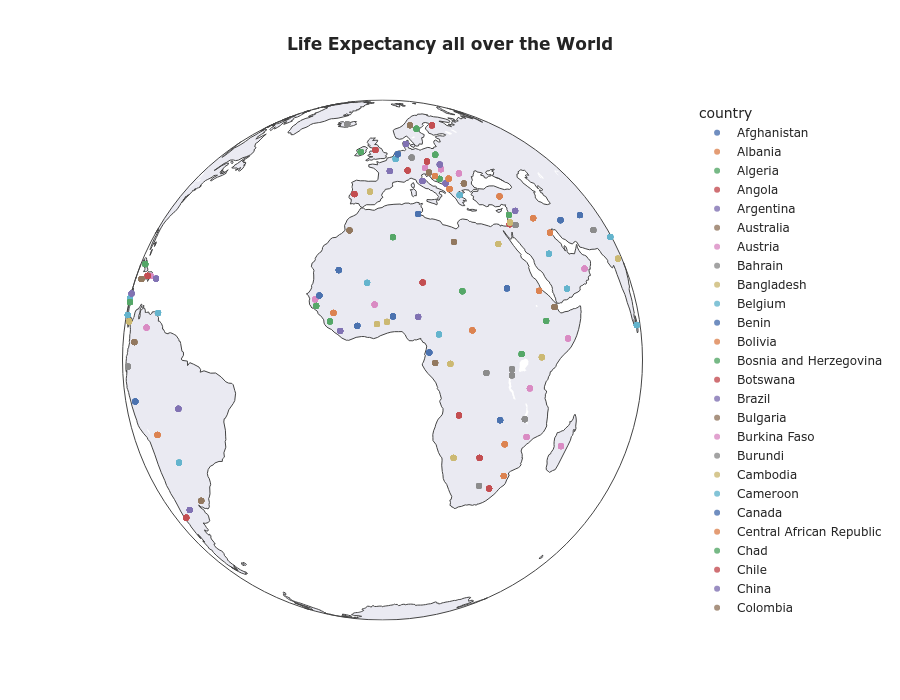 Life Expectancy all over the World
country
Afghanistan
Albania
Algeria
Angola
Argentina
Australia
Austria
Bahrain
Bangladesh
Belgium
Benin
Bolivia
Bosnia and Herzegovina
Botswana
Brazil
Bulgaria
Burkina Faso
Burundi
Cambodia
Cameroon
Canada
Central African Republic
Chad
Chile
China
Colombia